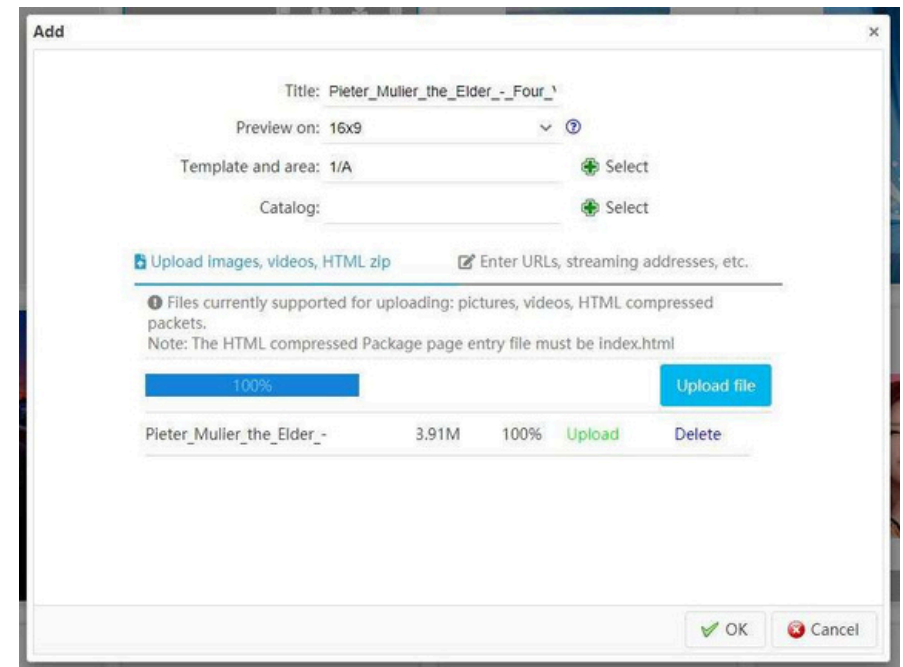 Add
Title: Pieter_Mulier_the_Elder_-_Four_
Preview on: 16x9
Template and area: 1/A Select
Catalog: Select
Upload images, videos, HTML zip Enter URLs, streaming addresses, etc.
Files currently supported for uploading: pictures, videos, HTML compressed
packets.
Note: The HTML compressed Package page entry file must be index.html
100% Upload file
Pieter_Mulier_the_Elder_- 3.91M 100% Upload Delete
OK Cancel